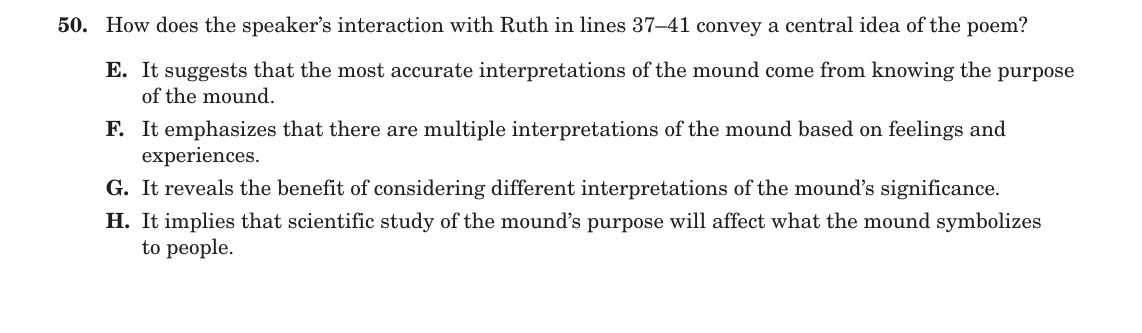 50. How does the speaker’s interaction with Ruth in lines 37–41 convey a central idea of the poem?
E. It suggests that the most accurate interpretations of the mound come from knowing the purpose
of the mound.
F. It emphasizes that there are multiple interpretations of the mound based on feelings and
experiences.
G. It reveals the benefit of considering different interpretations of the mound’s significance.
H. It implies that scientific study of the mound’s purpose will affect what the mound symbolizes
to people.